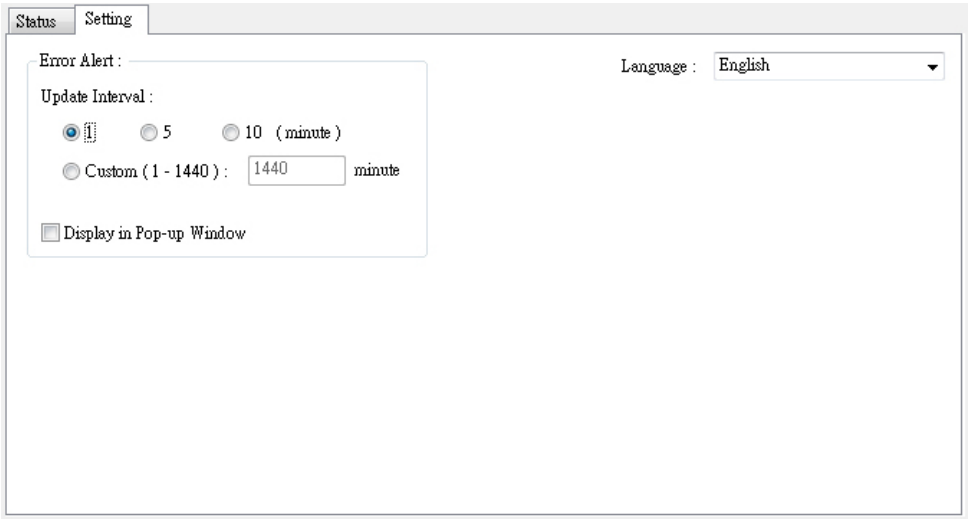 Status
Setting
Error Alert :
Language :
English
Update Interval :
1
5
10 ( minute )
Custom ( 1 - 1440 ) :
1440
minute
Display in Pop-up Window